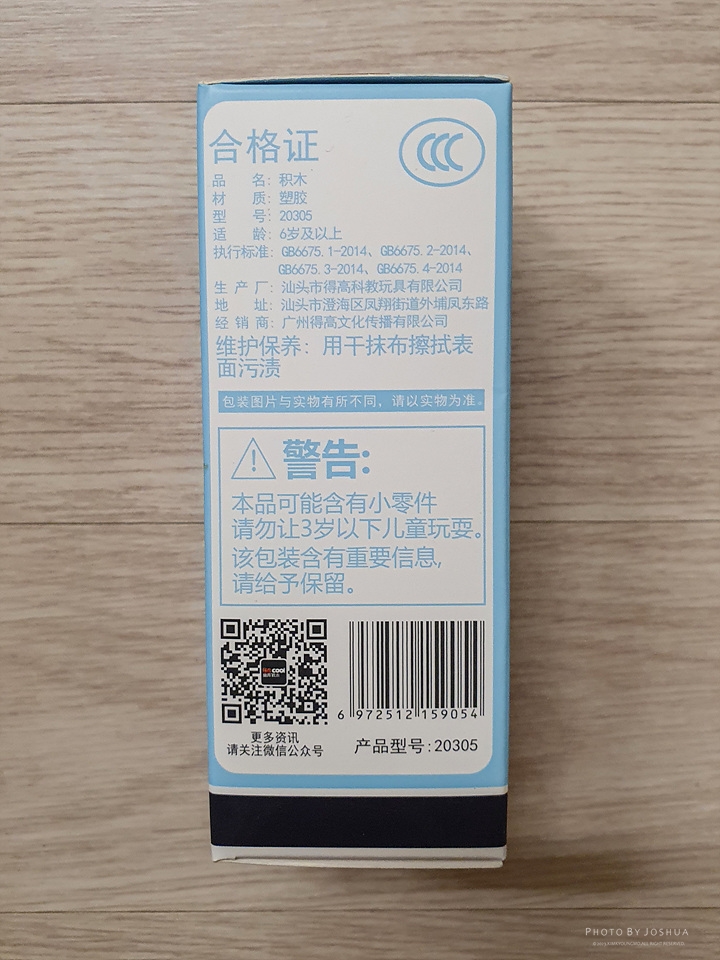 合格证
CCC
品 名：积木
材 质：塑胶
型 号：20305
适 龄：6岁及以上
执行标准：GB6675.1-2014、GB6675.2-2014、
GB6675.3-2014、GB6675.4-2014
生 产 厂：汕头市得高科教玩具有限公司
地 址：汕头市澄海区凤翔街道外埔凤东路
经 销 商：广州得高文化传播有限公司
维护保养：用干抹布擦拭表
面污渍
包装图片与实物有所不同，请以实物为准。
警告:
本品可能含有小零件
请勿让3岁以下儿童玩耍。
该包装含有重要信息,
请给予保留。
cool
6 972512 159054
更多资讯
请关注微信公众号
产品型号:20305
PHOTO BY JOSHUA